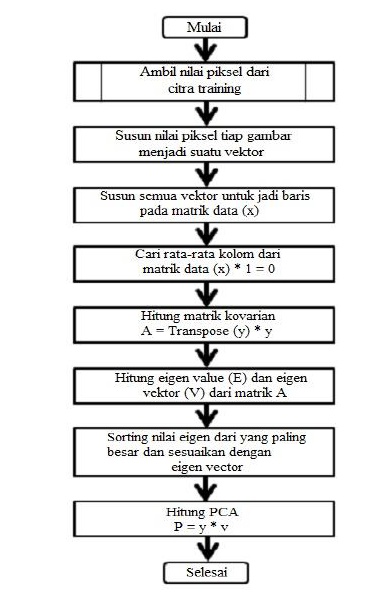 Mulai
Ambil nilai piksel dari
citra training
Susun nilai piksel tiap gambar
menjadi suatu vektor
Susun semua vektor untuk jadi baris
pada matrik data (x)
Cari rata-rata kolom dari
matrik data (x) * 1 = 0
Hitung matrik kovarian
A = Transpose (y) * y
Hitung eigen value (E) dan eigen
vektor (V) dari matrik A
Sorting nilai eigen dari yang paling
besar dan sesuaikan dengan
eigen vector
Hitung PCA
P = y * v
Selesai